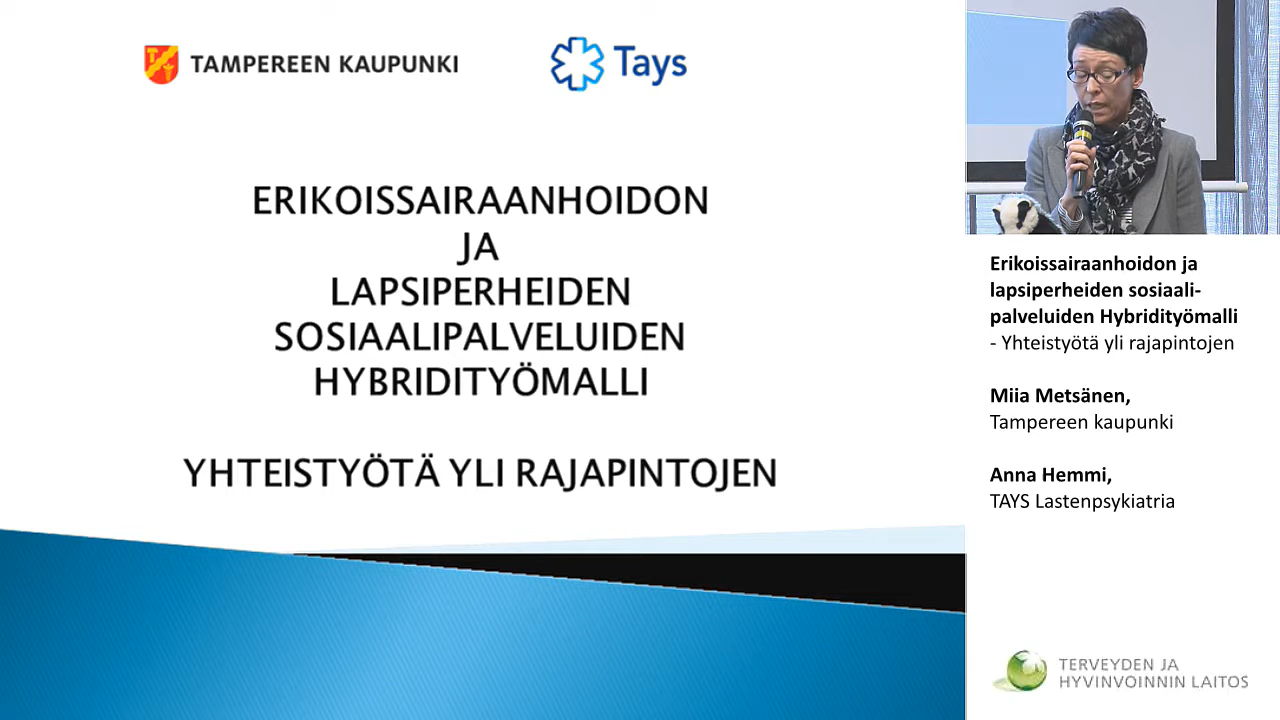 TAMPEREEN KAUPUNKI
Tays
ERIKOISSAIRAANHOIDON
JA
LAPSIPERHEIDEN
SOSIAALIPALVELUIDEN
HYBRIDITYÖMALLI
YHTEISTYÖTÄ YLI RAJAPINTOJEN
Erikoissairaanhoidon ja
lapsiperheiden sosiaali-
palveluiden Hybridityömalli
- Yhteistyötä yli rajapintojen
Miia Metsänen,
Tampereen kaupunki
Anna Hemmi,
TAYS Lastenpsykiatria
TERVEYDEN JA
HYVINVOINNIN LAITOS